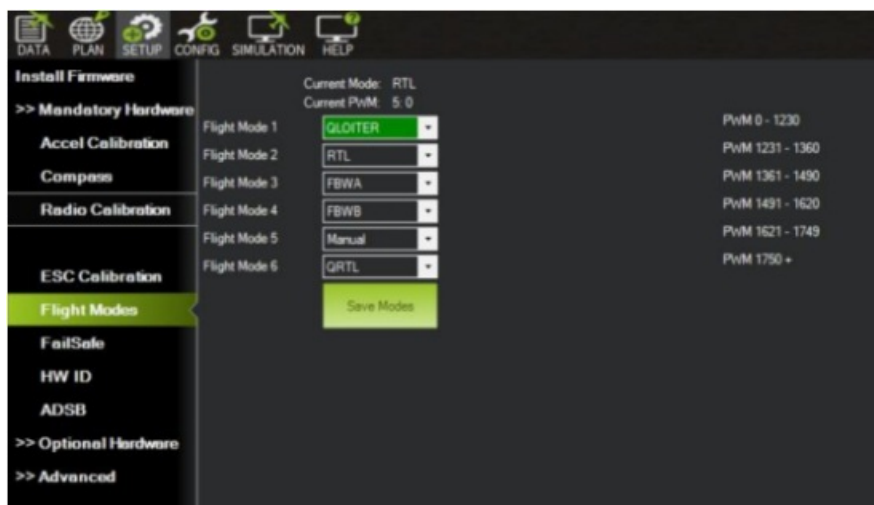 DATA PLAN SETUP CONFIG SIMULATION HELP
Install Firmware
>> Mandatory Hardware
Accel Calibration
Compass
Radio Calibration
ESC Calibration
Flight Modes
FailSafe
HW ID
ADSB
>> Optional Hardware
>> Advanced
Current Mode: RTL
Current PWM: 5: 0
Flight Mode 1 QLOITER PWM 0 - 1230
Flight Mode 2 RTL PWM 1231 - 1360
Flight Mode 3 FBWA PWM 1361 - 1490
Flight Mode 4 FBWB PWM 1491 - 1620
Flight Mode 5 Manual PWM 1621 - 1749
Flight Mode 6 QRTL PWM 1750 +
Save Modes